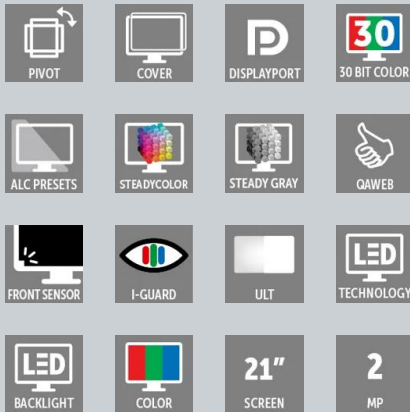 PIVOT
COVER
DISPLAYPORT
30
30 BIT COLOR
ALC PRESETS
STEADYCOLOR
STEADY GRAY
QAWEB
FRONT SENSOR
I-GUARD
ULT
LED
TECHNOLOGY
LED
BACKLIGHT
COLOR
21"
SCREEN
2
MP